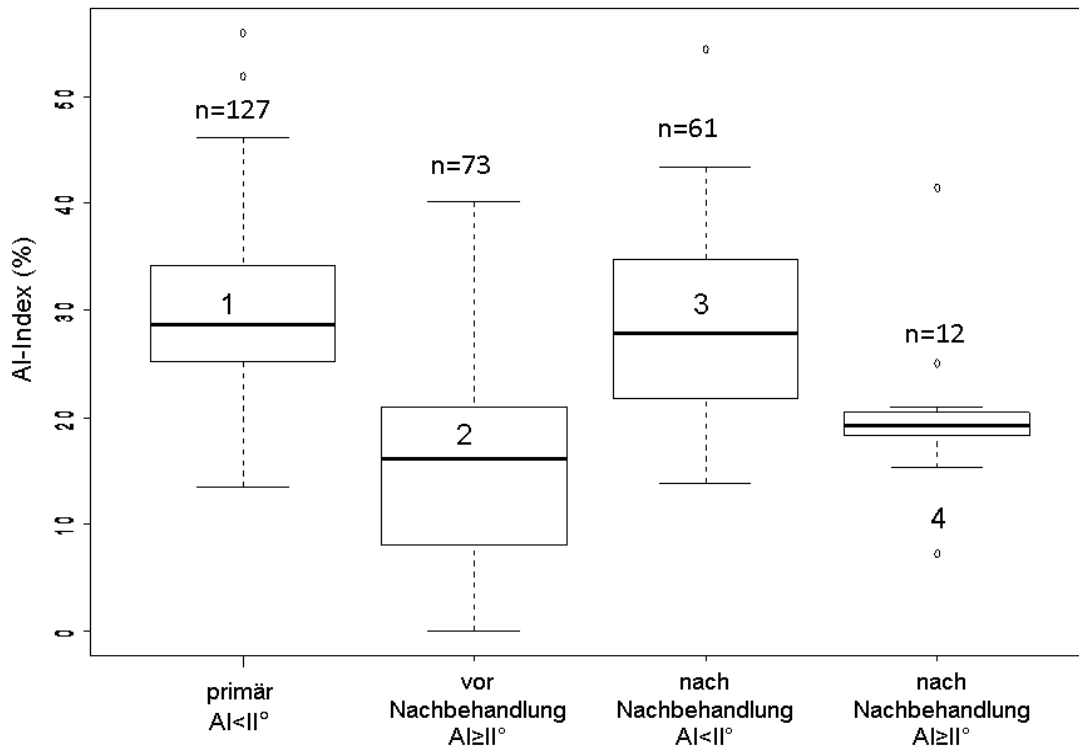 AI-Index (%)
50
40
30
20
10
0
n=127
n=73
n=61
n=12
1
2
3
4
primär
AI<II°
vor
Nachbehandlung
AI≥II°
nach
Nachbehandlung
AI<II°
nach
Nachbehandlung
AI≥II°